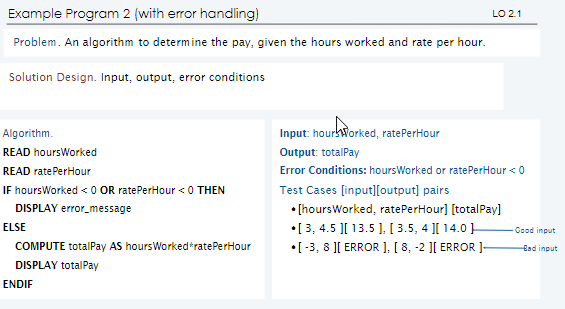 Example Program 2 (with error handling)
LO 2.1
Problem. An algorithm to determine the pay, given the hours worked and rate per hour.
Solution Design. Input, output, error conditions
Algorithm.
READ hoursWorked
READ ratePerHour
IF hoursWorked < 0 OR ratePerHour < 0 THEN
DISPLAY error_message
ELSE
COMPUTE totalPay AS hoursWorked*ratePerHour
DISPLAY totalPay
ENDIF
Input: hoursWorked, ratePerHour
Output: totalPay
Error Conditions: hoursWorked or ratePerHour < 0
Test Cases [input][output] pairs
•[hoursWorked, ratePerHour] [totalPay]
•[ 3, 4.5 ][ 13.5 ], [ 3.5, 4 ][ 14.0 ] Good input
•[ -3, 8 ][ ERROR ], [ 8, -2 ][ ERROR ] Bad input